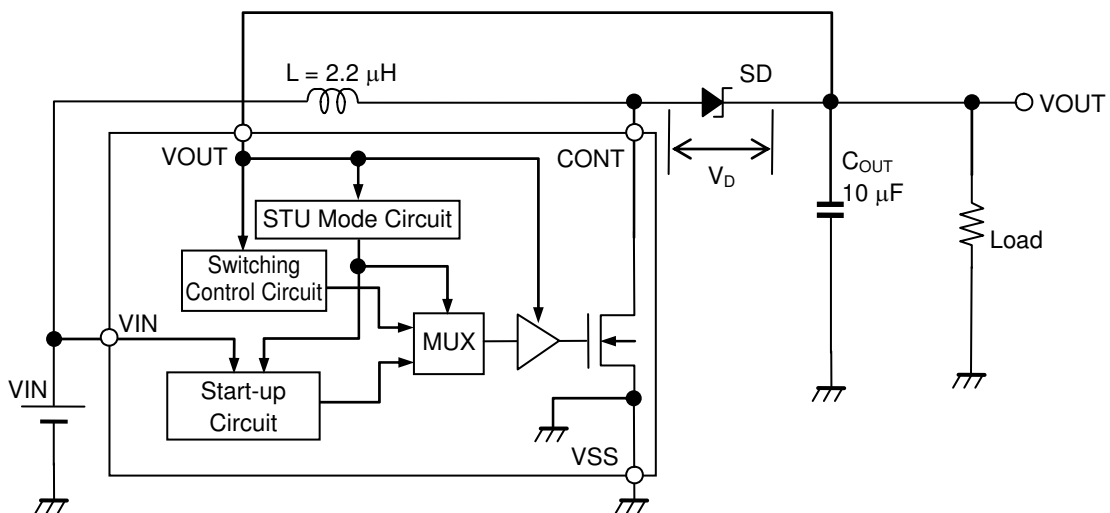 SD
L = 2.2 μH
VOUT
VOUT
CONT
V_D
C_OUT
10 μF
STU Mode Circuit
Load
Switching
Control Circuit
VIN
MUX
VIN
Start-up
Circuit
VSS